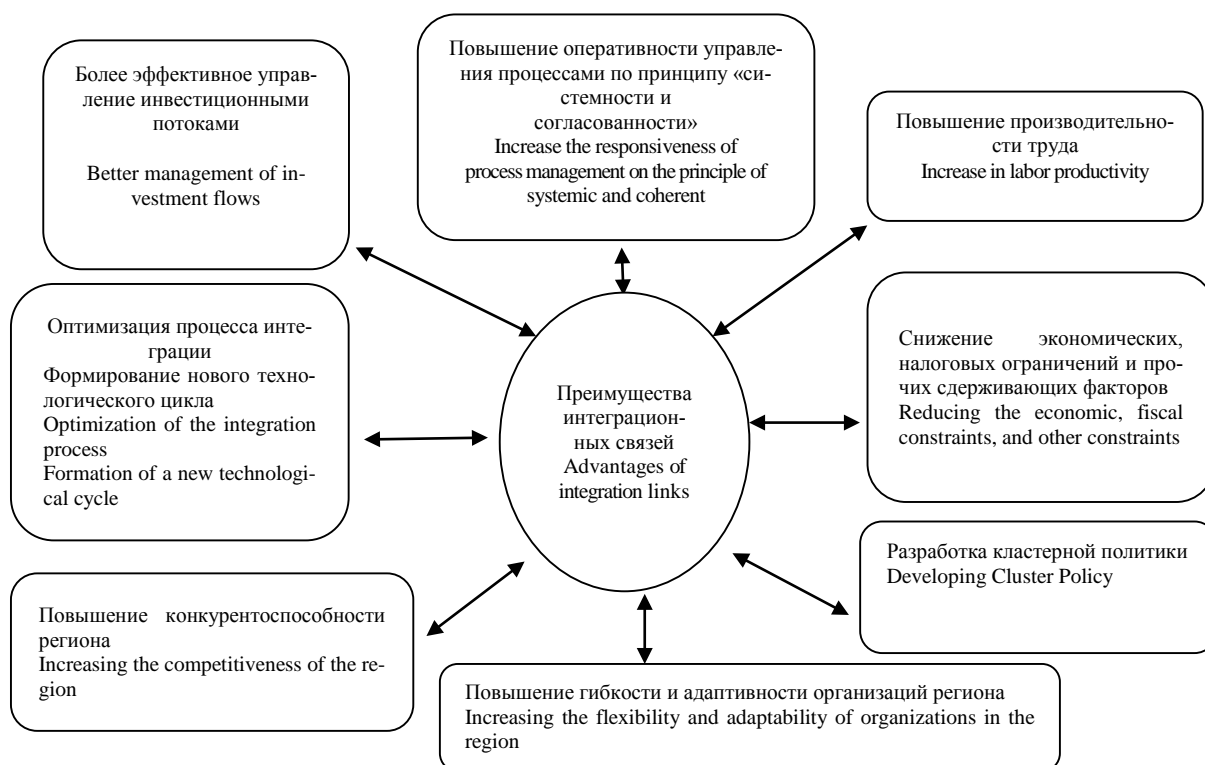 Более эффективное управ-
ление инвестиционными
потоками
Better management of in-
vestment flows
Повышение оперативности управле-
ния процессами по принципу «си-
стемности и
согласованности»
Increase the responsiveness of
process management on the principle of
systemic and coherent
Повышение производительно-
сти труда
Increase in labor productivity
Оптимизация процесса инте-
грации
Формирование нового техно-
логического цикла
Optimization of the integration
process
Formation of a new technologi-
cal cycle
Преимущества
интеграцион-
ных связей
Advantages of
integration links
Снижение экономических,
налоговых ограничений и про-
чих сдерживающих факторов
Reducing the economic, fiscal
constraints, and other constraints
Повышение конкурентоспособности
региона
Increasing the competitiveness of the re-
gion
Разработка кластерной политики
Developing Cluster Policy
Повышение гибкости и адаптивности организаций региона
Increasing the flexibility and adaptability of organizations in the
region